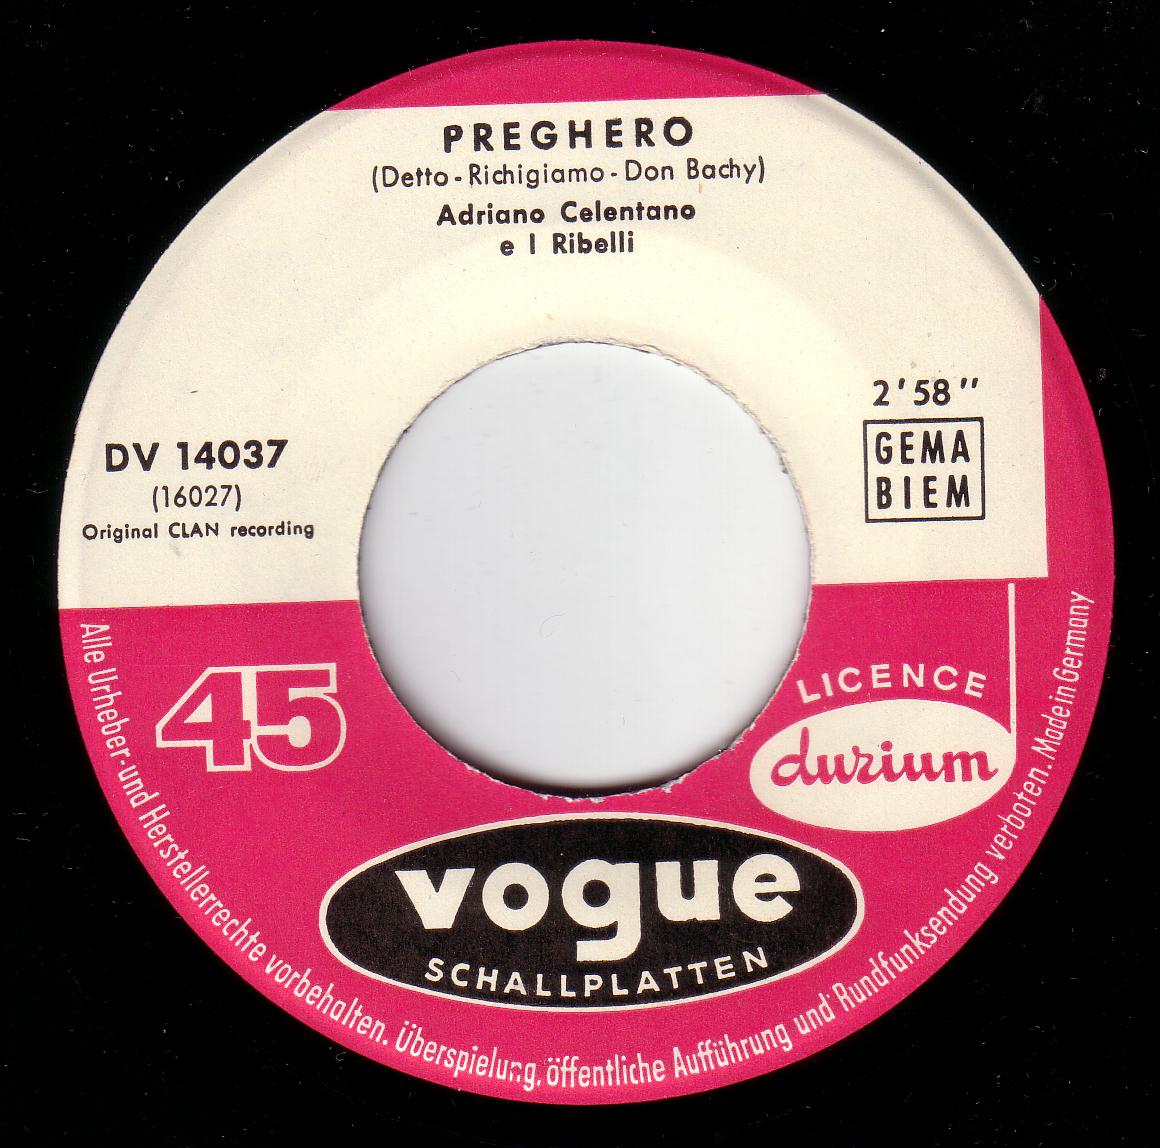 PREGHERO
(Detto - Richigiamo - Don Bachy)
Adriano Celentano
e I Ribelli
2'58"
GEMA
BIEM
DV 14037
(16027)
Original CLAN recording
45
LICENCE
durium
vogue
SCHALLPLATTEN
Alle Urheber- und Herstellerrechte vorbehalten. Überspielung, öffentliche Aufführung und Rundfunksendung verboten. Made in Germany